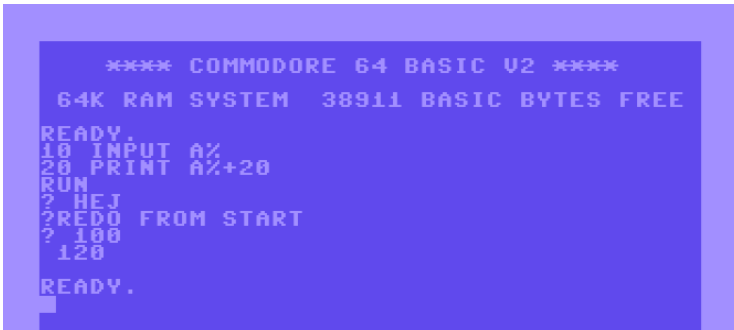 **** COMMODORE 64 BASIC V2 ****
64K RAM SYSTEM  38911 BASIC BYTES FREE
READY.
10 INPUT A%
20 PRINT A%+20
RUN
? HEJ
?REDO FROM START
? 100
 120
READY.